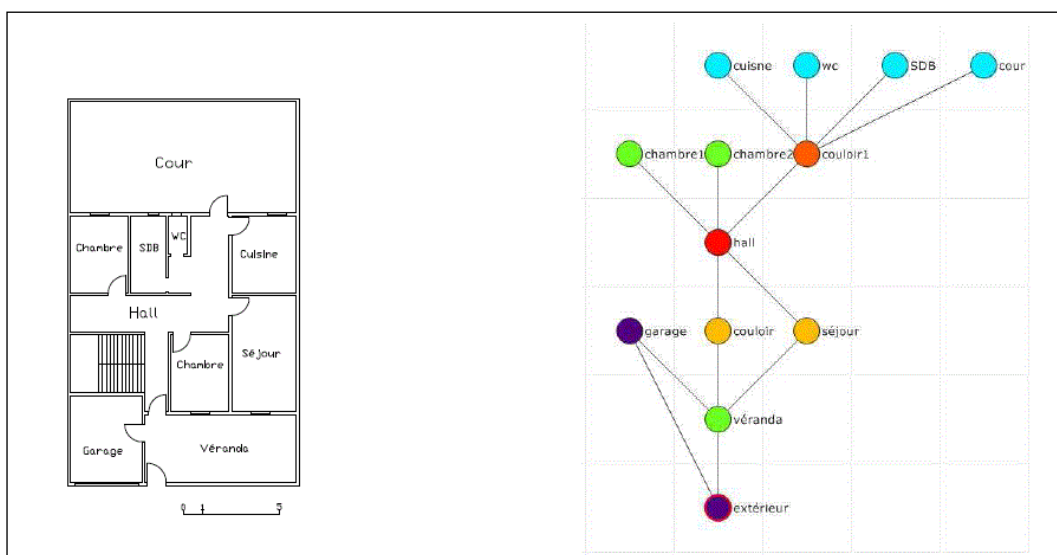 Cour
Chambre SDB WC Cuisine
Hall
Chambre Séjour
Garage Véranda
0 1 5
cuisne wc SDB cour
chambre1 chambre2 couloir1
hall
garage couloir séjour
véranda
extérieur